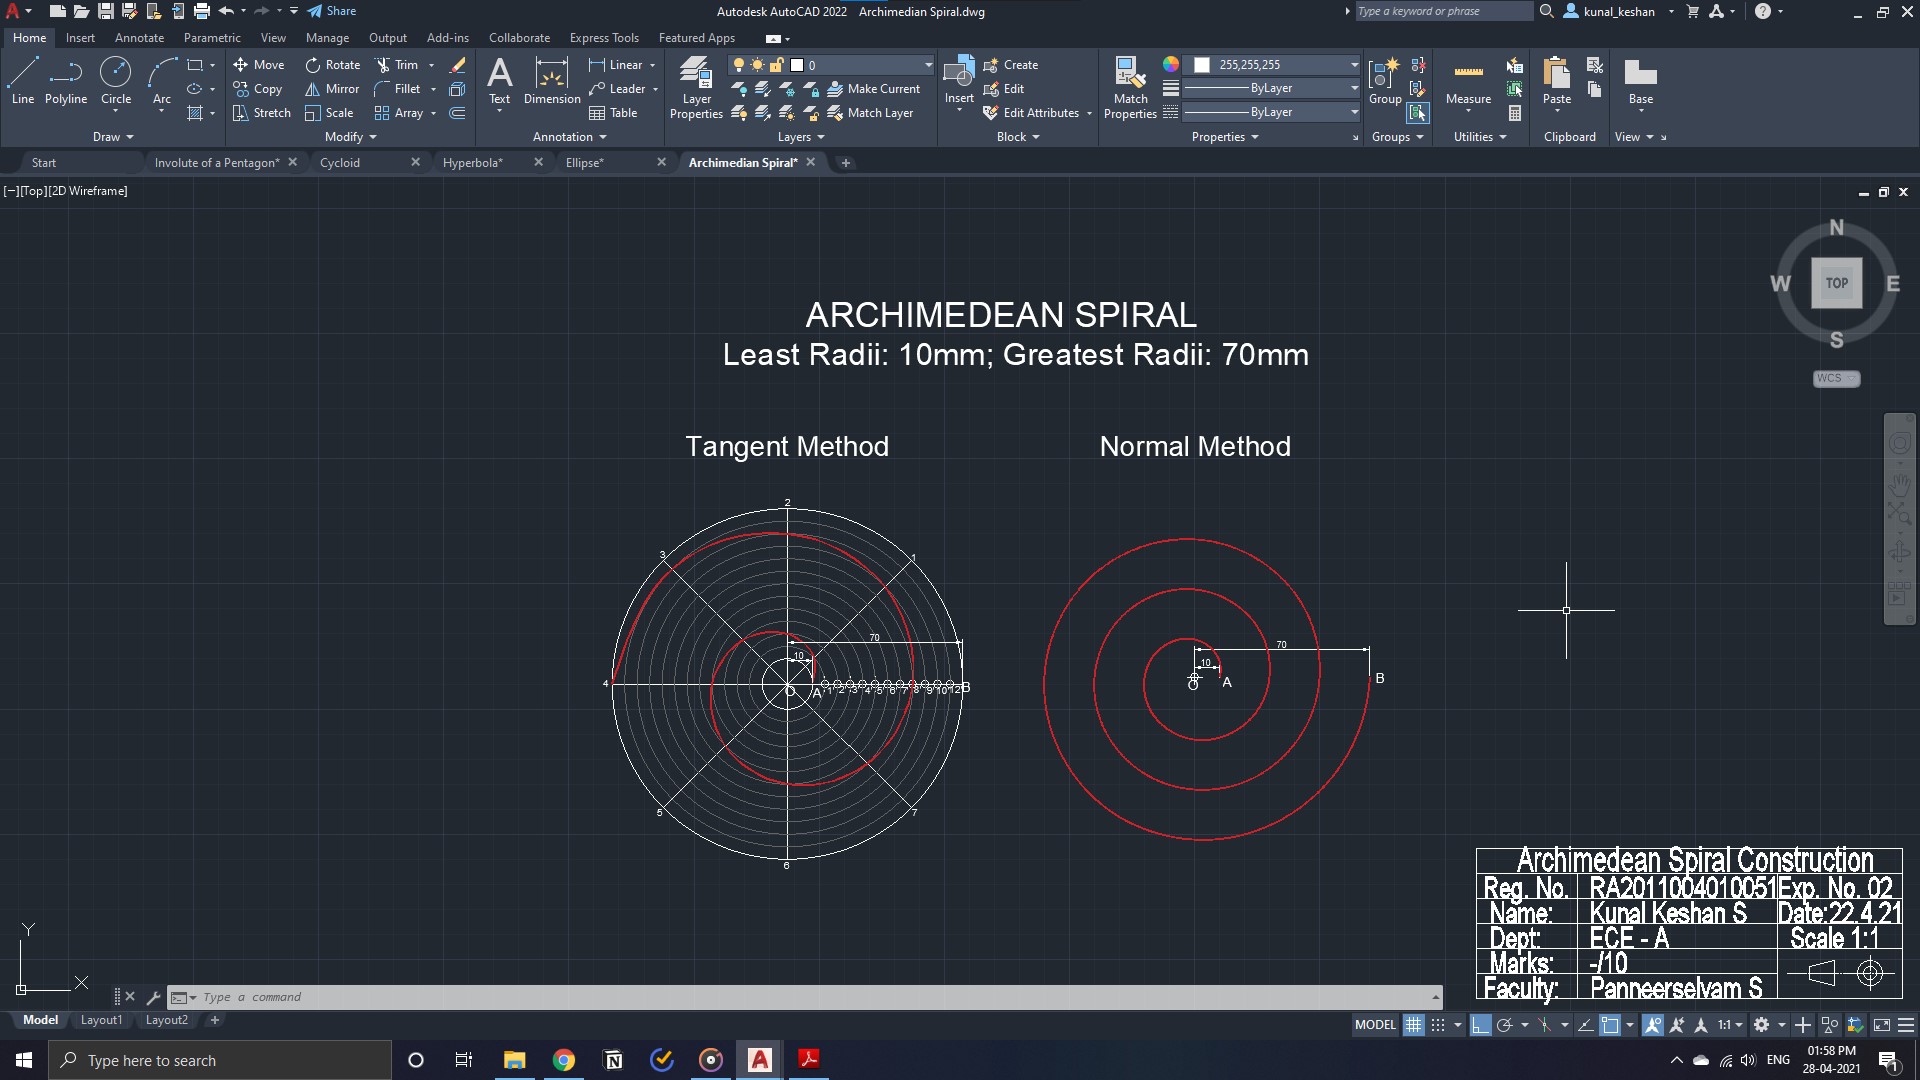 Share
Autodesk AutoCAD 2022 Archimedian Spiral.dwg
Type a keyword or phrase
kunal_keshan
Home Insert Annotate Parametric View Manage Output Add-ins Collaborate Express Tools Featured Apps
Line Polyline Circle Arc
Move Rotate Trim
Copy Mirror Fillet
Stretch Scale Array
Text Dimension
Linear
Leader
Table
Layer Properties
0
Make Current
Match Layer
Insert
Create
Edit
Edit Attributes
Match Properties
255,255,255
ByLayer
ByLayer
Group
Measure
Paste
Base
Draw Modify Annotation Layers Block Properties Groups Utilities Clipboard View
Start Involute of a Pentagon* Cycloid Hyperbola* Ellipse* Archimedian Spiral*
[−][Top][2D Wireframe]
N
W TOP E
S
WCS
ARCHIMEDEAN SPIRAL
Least Radii: 10mm; Greatest Radii: 70mm
Tangent Method Normal Method
2
3 1
70
10
4 O A 1 2 3 4 5 6 7 8 9 10 12 B
5 7
6
70
10
O A B
Archimedean Spiral Construction
Reg. No. RA2011004010051 Exp. No. 02
Name: Kunal Keshan S Date:22.4.21
Dept: ECE - A Scale 1:1
Marks: -/10
Faculty: Panneerselvam S
Y
X
Type a command
Model Layout1 Layout2
MODEL 1:1
Type here to search
ENG
01:58 PM
28-04-2021
1